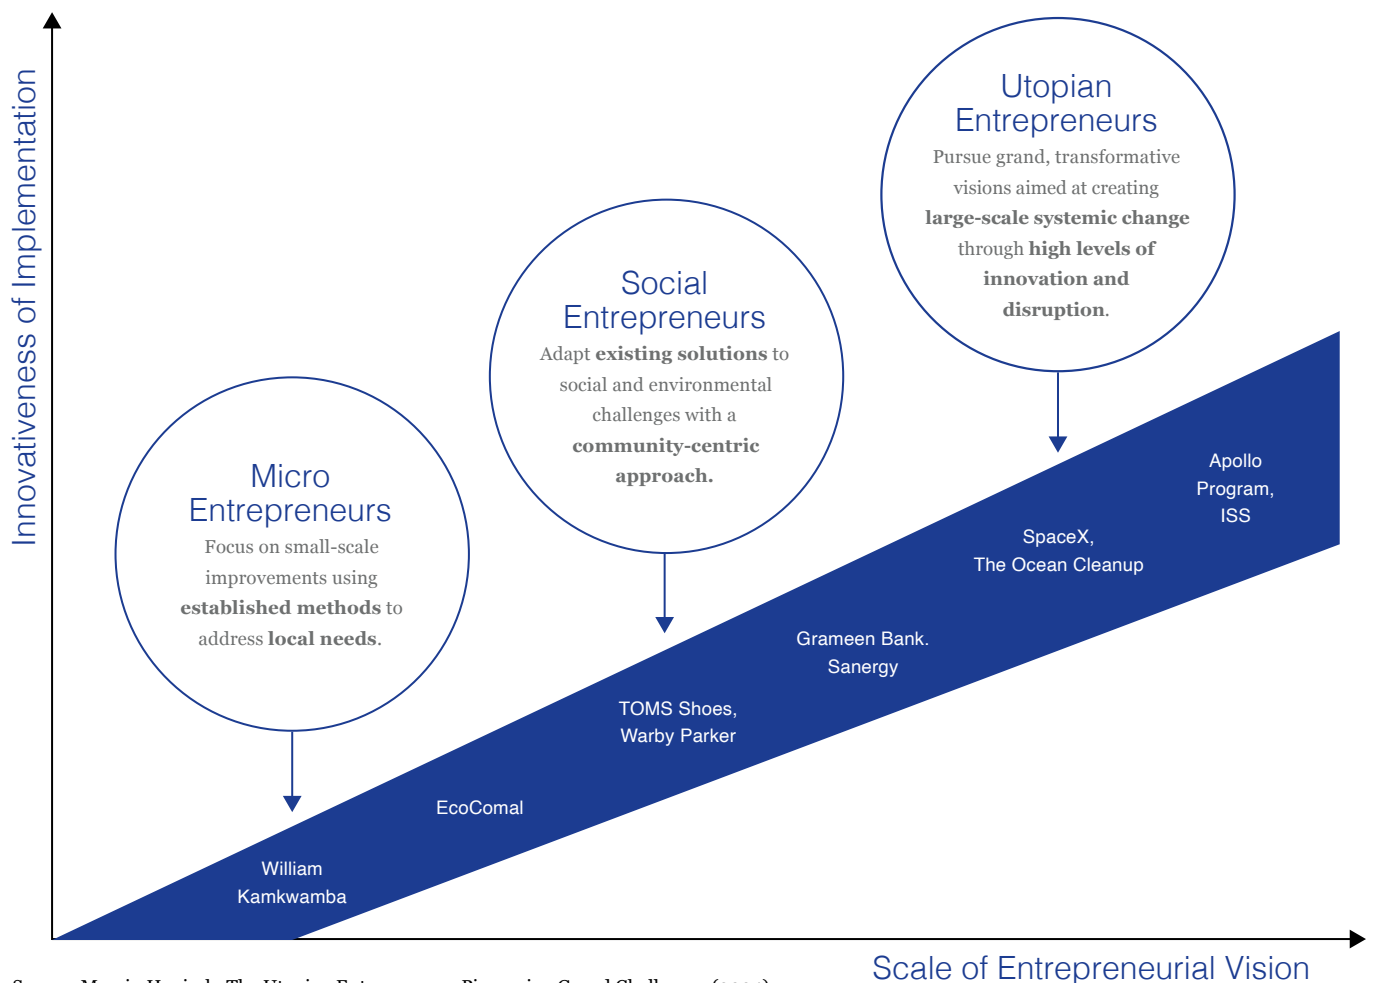 Innovativeness of Implementation
Utopian
Entrepreneurs
Pursue grand, transformative
visions aimed at creating
large-scale systemic change
through high levels of
innovation and
disruption.
Social
Entrepreneurs
Adapt existing solutions to
social and environmental
challenges with a
community-centric
approach.
Micro
Entrepreneurs
Focus on small-scale
improvements using
established methods to
address local needs.
Apollo
Program,
ISS
SpaceX,
The Ocean Cleanup
Grameen Bank.
Sanergy
TOMS Shoes,
Warby Parker
EcoComal
William
Kamkwamba
Scale of Entrepreneurial Vision